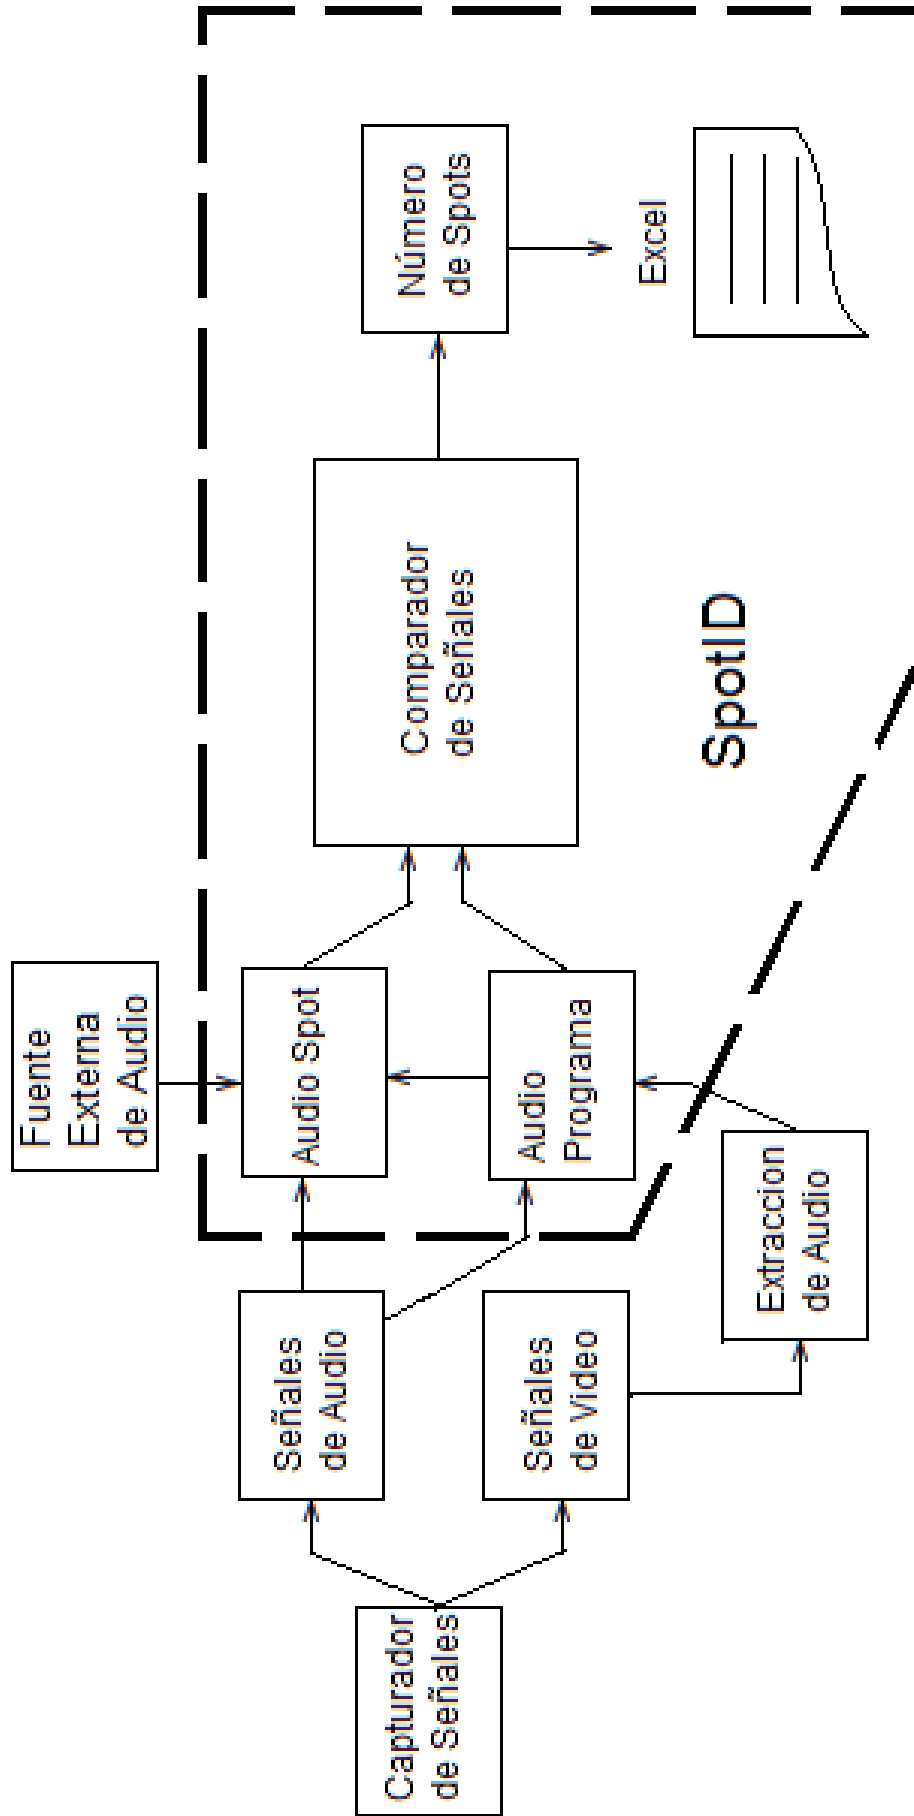 Capturador
de Señales
Señales
de Audio
Señales
de Video
Extraccion
de Audio
Fuente
Externa
de Audio
Audio Spot
Audio
Programa
Comparador
de Señales
Número
de Spots
Excel
SpotID